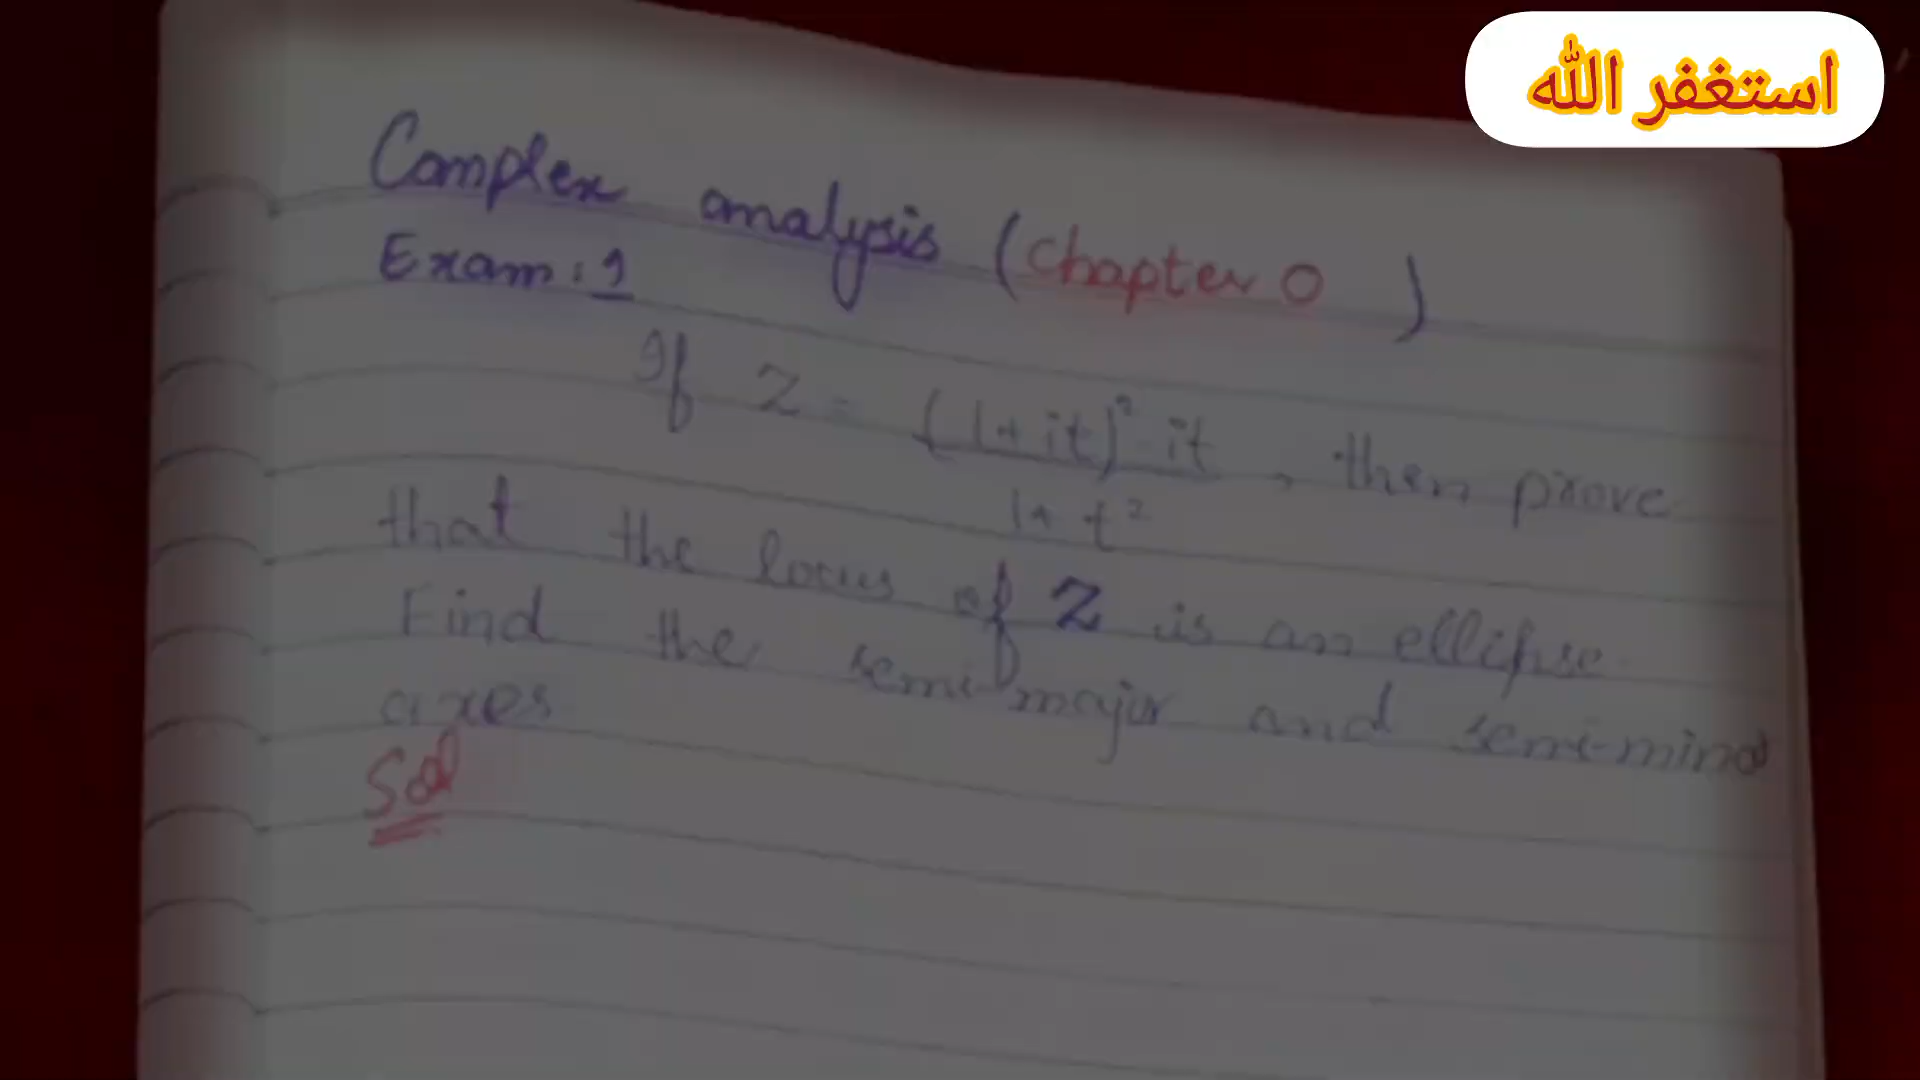 استغفر الله
Complex analysis (Chapter 0 )
Exam: 9
If Z = (1+it)² - it / 1+t² , then prove
that the locus of Z is an ellipse
Find the semi-major and semi-minor
axes
Sol